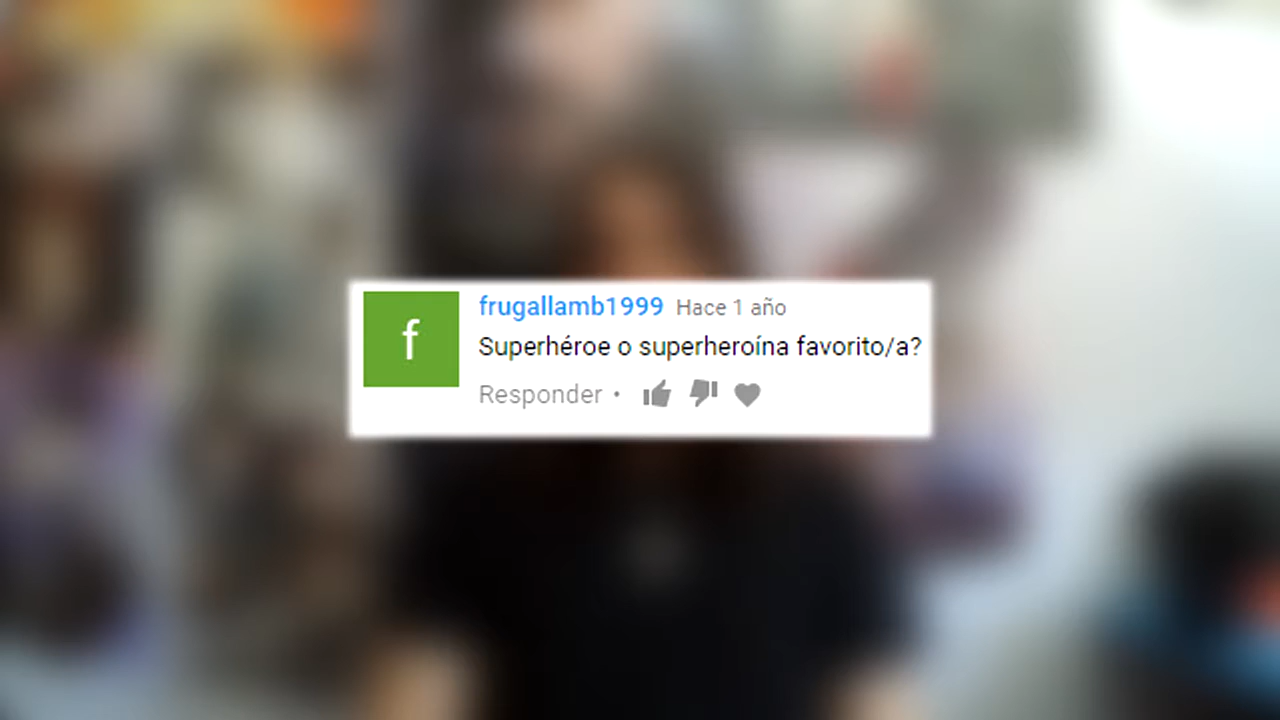 f
frugallamb1999 Hace 1 año
Superhéroe o superheroína favorito/a?
Responder •